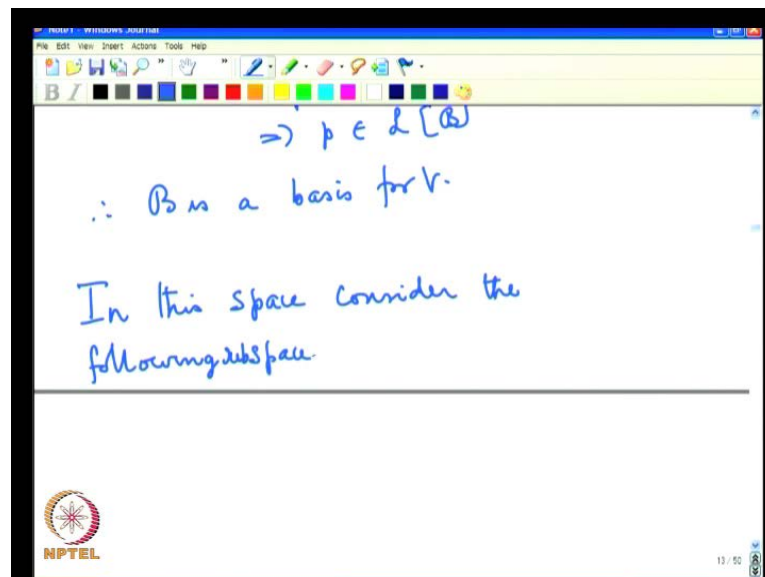 Note1 - Windows Journal
File Edit View Insert Actions Tools Help
B I
⇒ p ∈ L [B]
∴ B is a basis for V.
In this space consider the
following subspace.
NPTEL
13 / 50